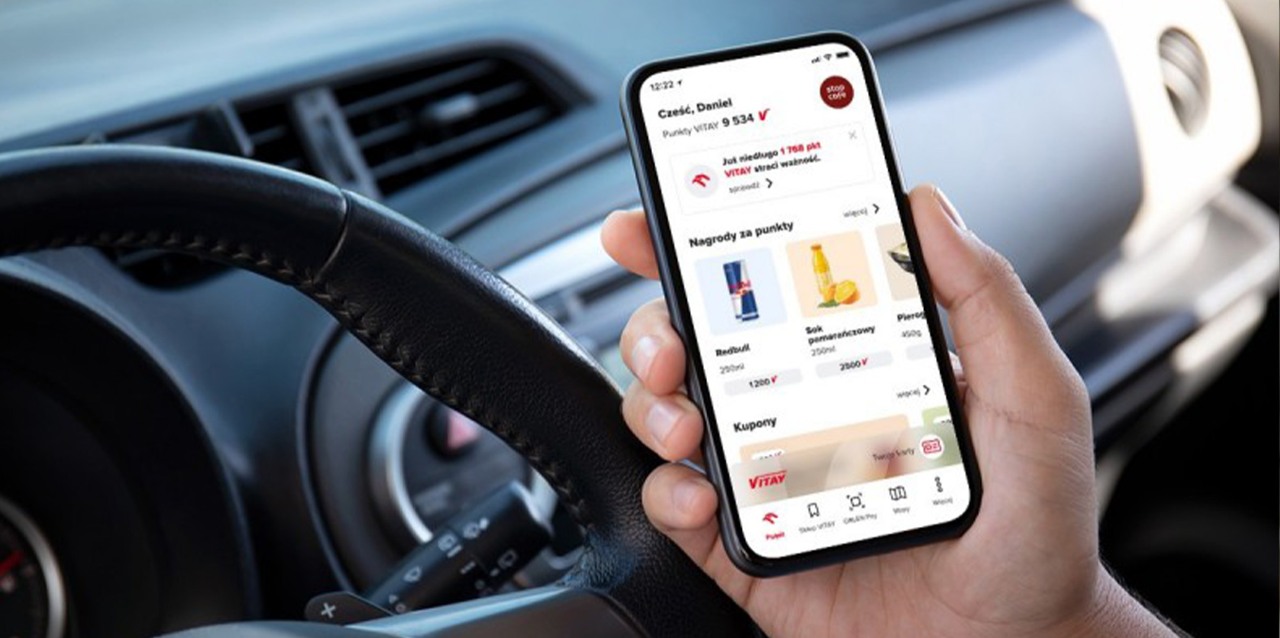 12:22
stop
cafe
Cześć, Daniel
Punkty VITAY 9 534
Już niedługo 1 768 pkt
VITAY straci ważność.
sprawdź
Nagrody za punkty
więcej
Redbull
250ml
1200
Sok
pomarańczowy
250ml
2500
Pierog
450g
Kupony
więcej
VITAY
Twoje karty
Pulpit
Sklep VITAY
ORLEN Pay
Mapy
Więcej